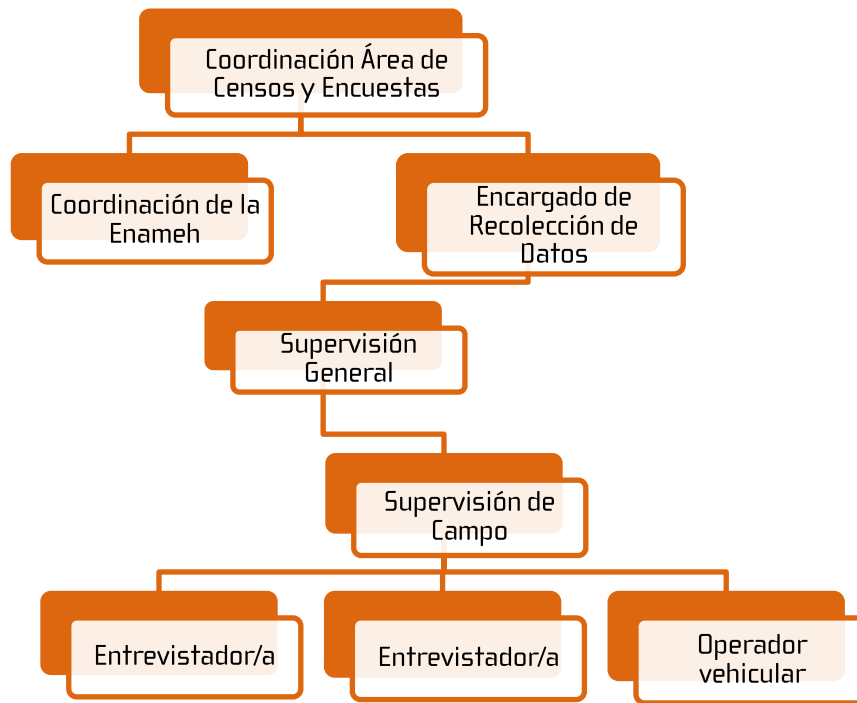 Coordinación Área de
Censos y Encuestas
Coordinación de la
Enameh
Encargado de
Recolección de
Datos
Supervisión
General
Supervisión de
Campo
Entrevistador/a
Entrevistador/a
Operador
vehicular